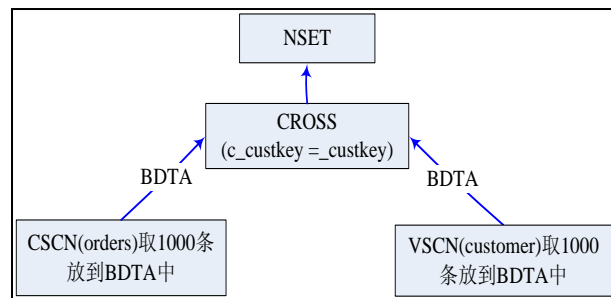 NSET
CROSS
(c_custkey =_custkey)
BDTA
BDTA
CSCN(orders)取1000条
放到BDTA中
VSCN(customer)取1000
条放到BDTA中